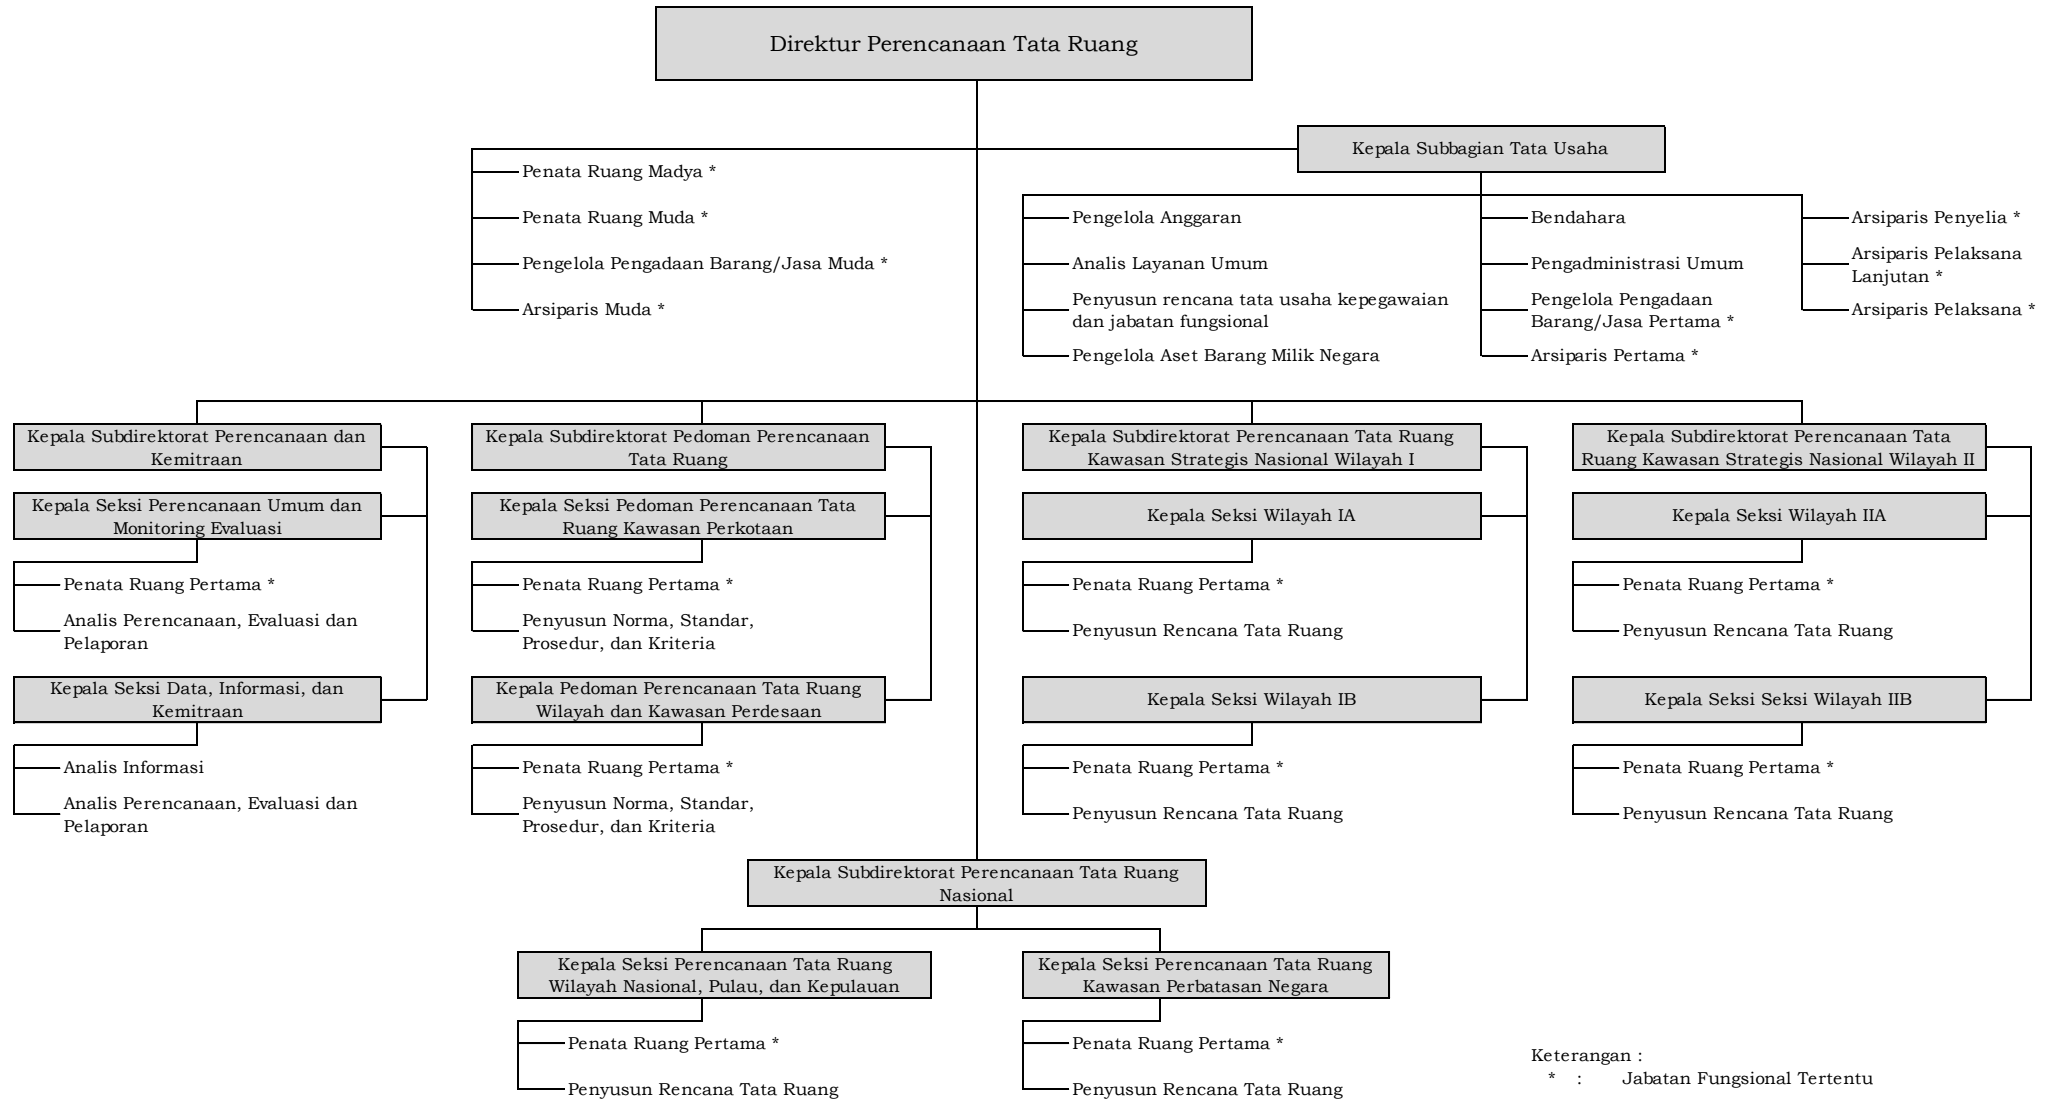 Direktur Perencanaan Tata Ruang
Kepala Subbagian Tata Usaha
Penata Ruang Madya *
Penata Ruang Muda *
Pengelola Pengadaan Barang/Jasa Muda *
Arsiparis Muda *
Pengelola Anggaran
Analis Layanan Umum
Penyusun rencana tata usaha kepegawaian
dan jabatan fungsional
Pengelola Aset Barang Milik Negara
Bendahara
Pengadministrasi Umum
Pengelola Pengadaan
Barang/Jasa Pertama *
Arsiparis Pertama *
Arsiparis Penyelia *
Arsiparis Pelaksana
Lanjutan *
Arsiparis Pelaksana *
Kepala Subdirektorat Perencanaan dan
Kemitraan
Kepala Seksi Perencanaan Umum dan
Monitoring Evaluasi
Penata Ruang Pertama *
Analis Perencanaan, Evaluasi dan
Pelaporan
Kepala Seksi Data, Informasi, dan
Kemitraan
Analis Informasi
Analis Perencanaan, Evaluasi dan
Pelaporan
Kepala Subdirektorat Pedoman Perencanaan
Tata Ruang
Kepala Seksi Pedoman Perencanaan Tata
Ruang Kawasan Perkotaan
Penata Ruang Pertama *
Penyusun Norma, Standar,
Prosedur, dan Kriteria
Kepala Pedoman Perencanaan Tata Ruang
Wilayah dan Kawasan Perdesaan
Penata Ruang Pertama *
Penyusun Norma, Standar,
Prosedur, dan Kriteria
Kepala Subdirektorat Perencanaan Tata Ruang
Kawasan Strategis Nasional Wilayah I
Kepala Seksi Wilayah IA
Penata Ruang Pertama *
Penyusun Rencana Tata Ruang
Kepala Seksi Wilayah IB
Penata Ruang Pertama *
Penyusun Rencana Tata Ruang
Kepala Subdirektorat Perencanaan Tata
Ruang Kawasan Strategis Nasional Wilayah II
Kepala Seksi Wilayah IIA
Penata Ruang Pertama *
Penyusun Rencana Tata Ruang
Kepala Seksi Seksi Wilayah IIB
Penata Ruang Pertama *
Penyusun Rencana Tata Ruang
Kepala Subdirektorat Perencanaan Tata Ruang
Nasional
Kepala Seksi Perencanaan Tata Ruang
Wilayah Nasional, Pulau, dan Kepulauan
Penata Ruang Pertama *
Penyusun Rencana Tata Ruang
Kepala Seksi Perencanaan Tata Ruang
Kawasan Perbatasan Negara
Penata Ruang Pertama *
Penyusun Rencana Tata Ruang
Keterangan :
* : Jabatan Fungsional Tertentu